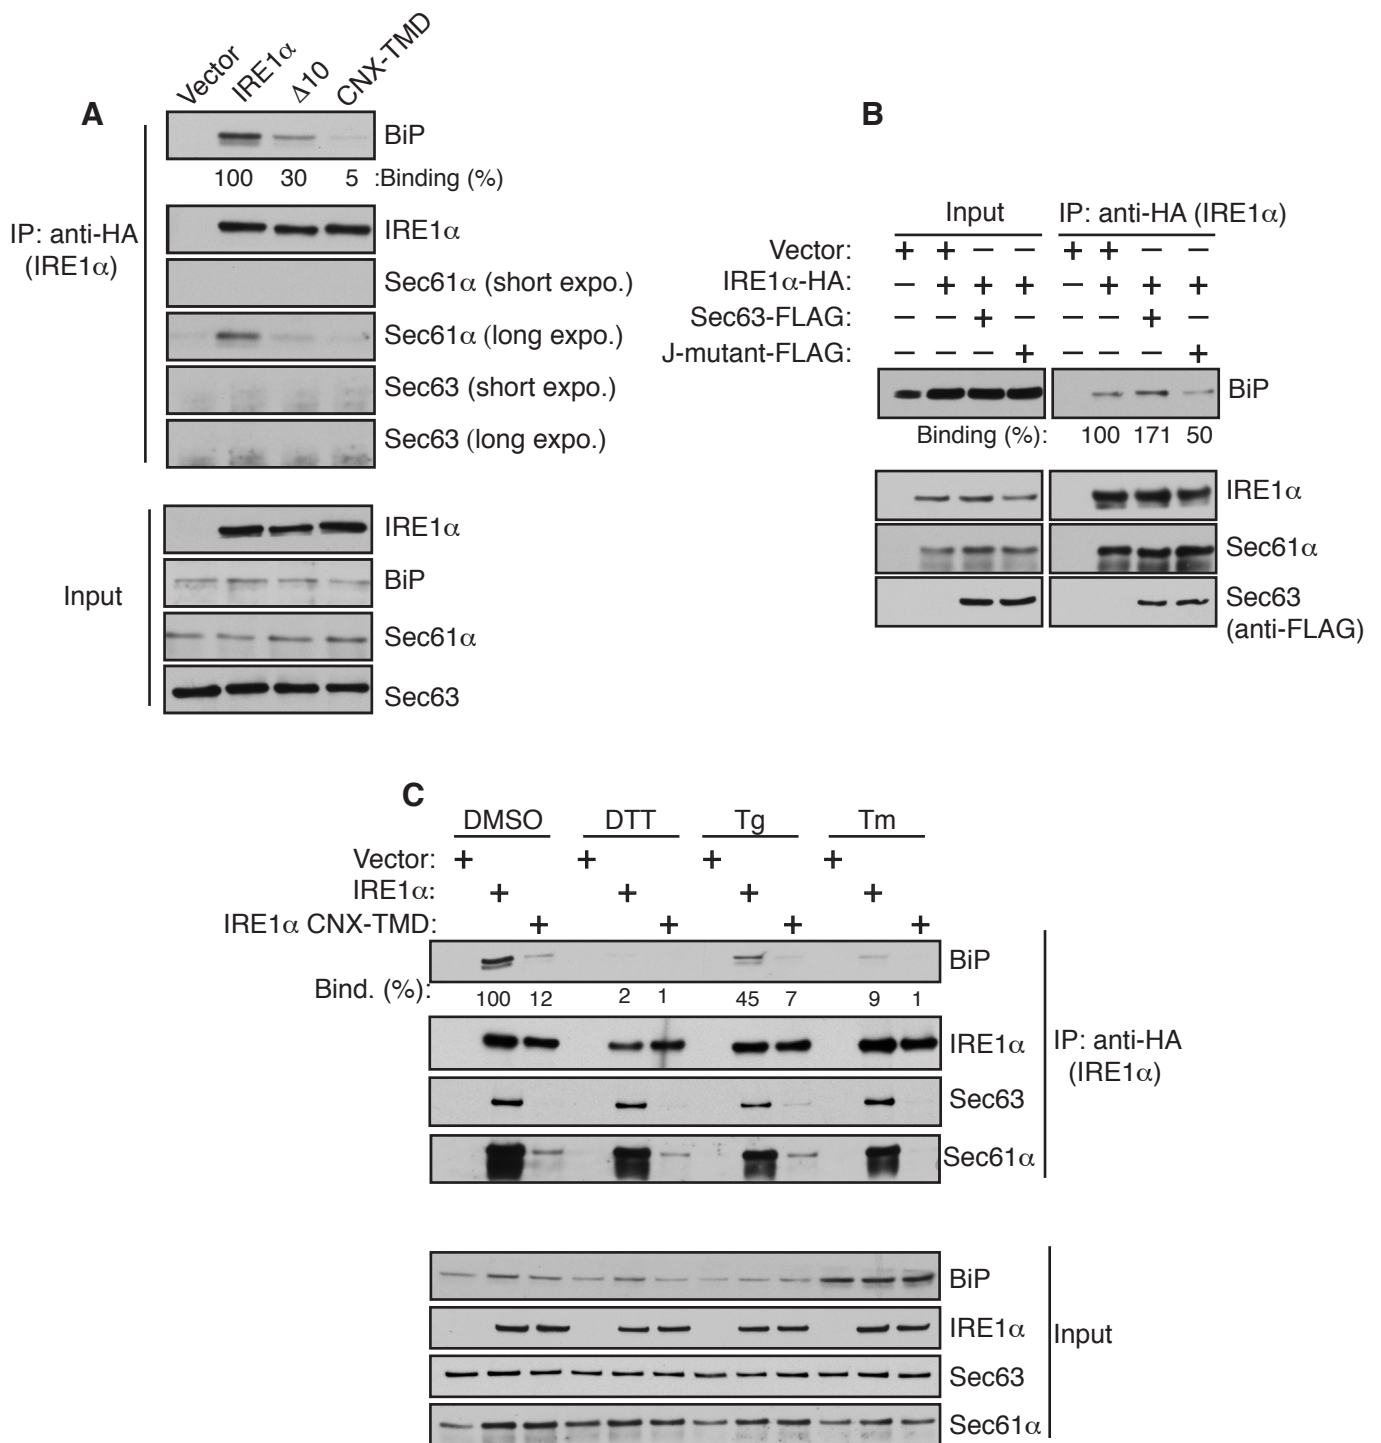 A
Vector IRE1α Δ10 CNX-TMD
IP: anti-HA
(IRE1α)
BiP
100 30 5 :Binding (%)
IRE1α
Sec61α (short expo.)
Sec61α (long expo.)
Sec63 (short expo.)
Sec63 (long expo.)
Input
IRE1α
BiP
Sec61α
Sec63
B
Input IP: anti-HA (IRE1α)
Vector: + + – – + + – –
IRE1α-HA: – + + + – + + +
Sec63-FLAG: – – + – – – + –
J-mutant-FLAG: – – – + – – – +
BiP
Binding (%): 100 171 50
IRE1α
Sec61α
Sec63
(anti-FLAG)
C
DMSO DTT Tg Tm
Vector: + + + +
IRE1α: + + + +
IRE1α CNX-TMD: + + + +
BiP
Bind. (%): 100 12 2 1 45 7 9 1
IRE1α
Sec63
Sec61α
IP: anti-HA
(IRE1α)
BiP
IRE1α
Sec63
Sec61α
Input